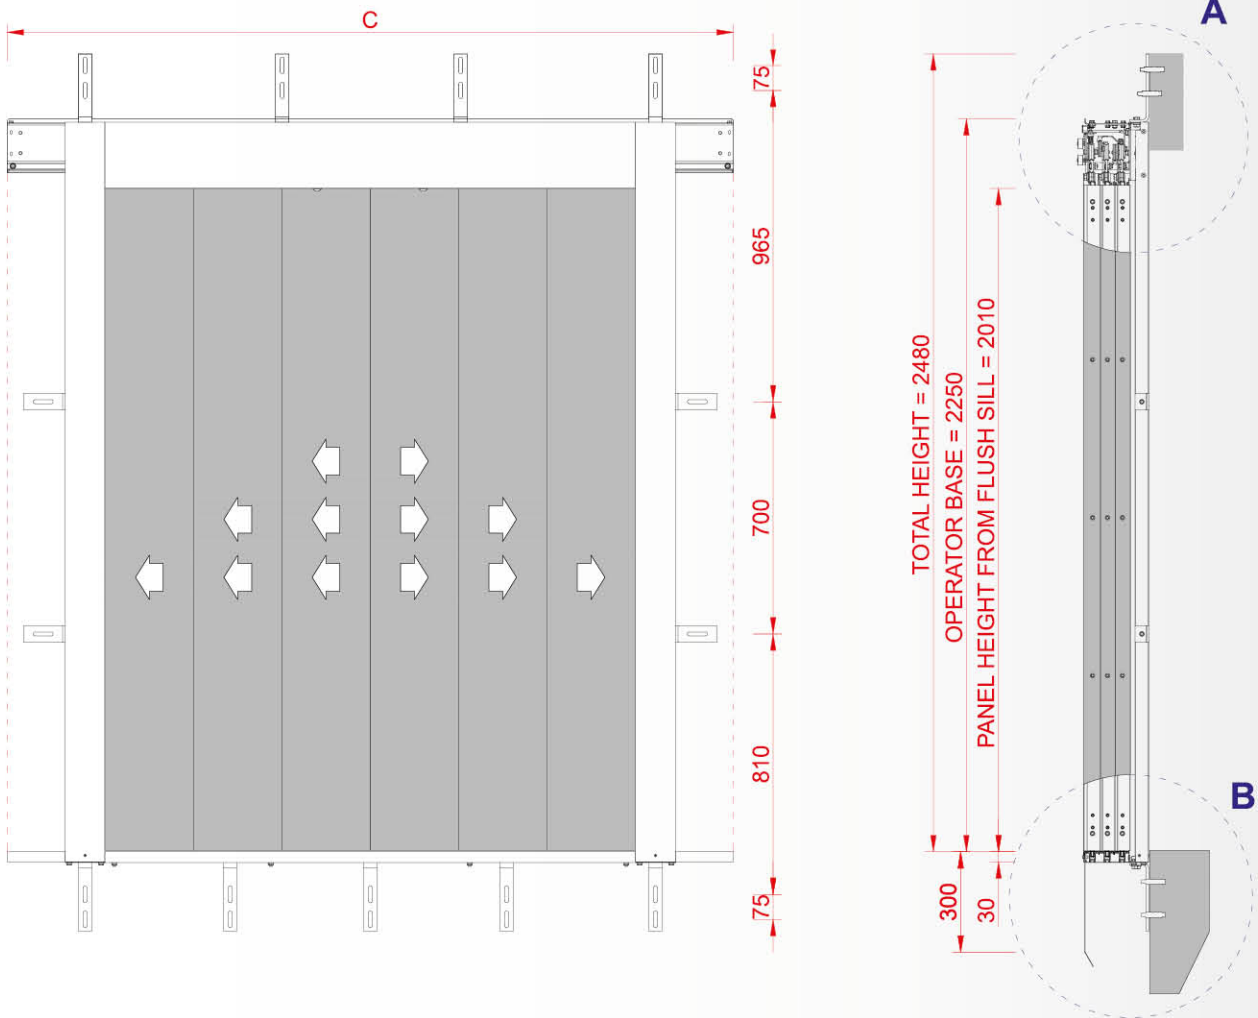 C
A
75
965
700
810
75
TOTAL HEIGHT = 2480
OPERATOR BASE = 2250
PANEL HEIGHT FROM FLUSH SILL = 2010
B
300
30